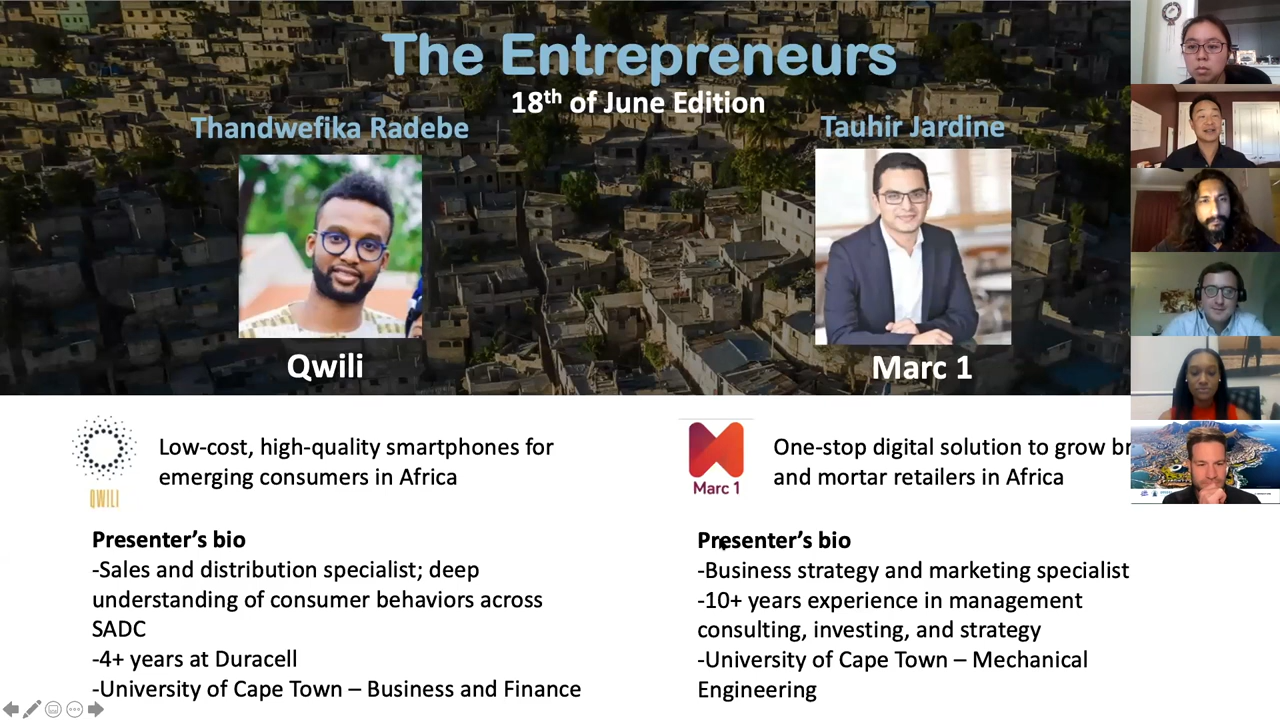 The Entrepreneurs
18th of June Edition
Thandwefika Radebe
Tauhir Jardine
Qwili
Marc 1
QWILI
Low-cost, high-quality smartphones for
emerging consumers in Africa
Presenter's bio
-Sales and distribution specialist; deep
understanding of consumer behaviors across
SADC
-4+ years at Duracell
-University of Cape Town – Business and Finance
Marc 1
One-stop digital solution to grow
and mortar retailers in Africa
Presenter's bio
-Business strategy and marketing specialist
-10+ years experience in management
consulting, investing, and strategy
-University of Cape Town – Mechanical
Engineering